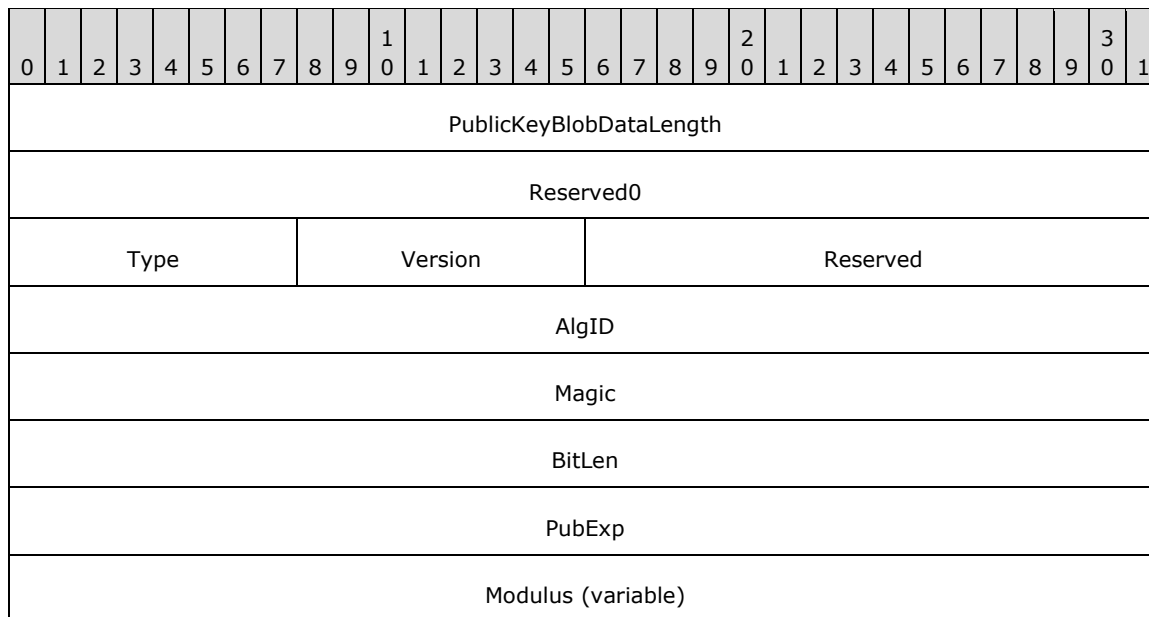 1 2 3
0 1 2 3 4 5 6 7 8 9 0 1 2 3 4 5 6 7 8 9 0 1 2 3 4 5 6 7 8 9 0 1
PublicKeyBlobDataLength
Reserved0
Type Version Reserved
AlgID
Magic
BitLen
PubExp
Modulus (variable)